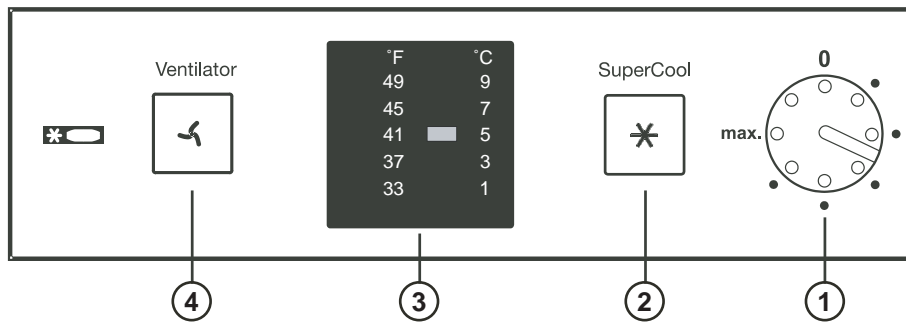 Ventilator
˚F ˚C
49 9
45 7
41 5
37 3
33 1
SuperCool
0
max.
4
3
2
1